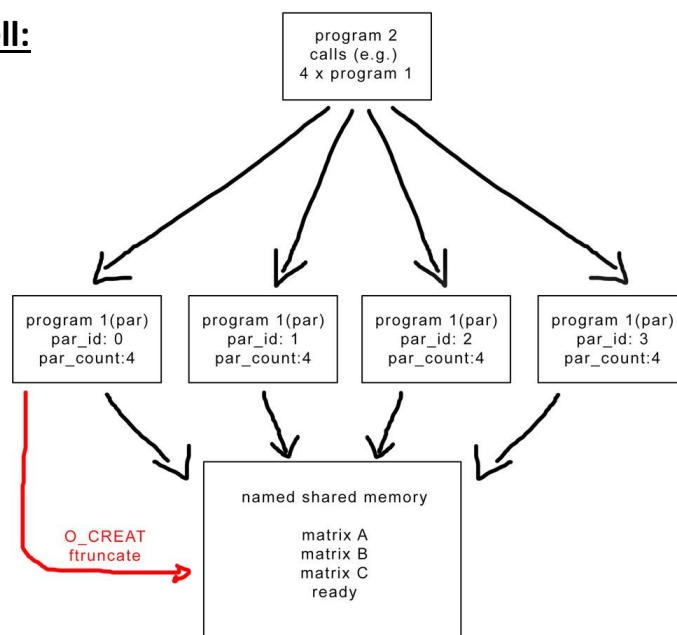 ll:
program 2
calls (e.g.)
4 x program 1
program 1(par)
par_id: 0
par_count:4
program 1(par)
par_id: 1
par_count:4
program 1(par)
par_id: 2
par_count:4
program 1(par)
par_id: 3
par_count:4
O_CREAT
ftruncate
named shared memory
matrix A
matrix B
matrix C
ready